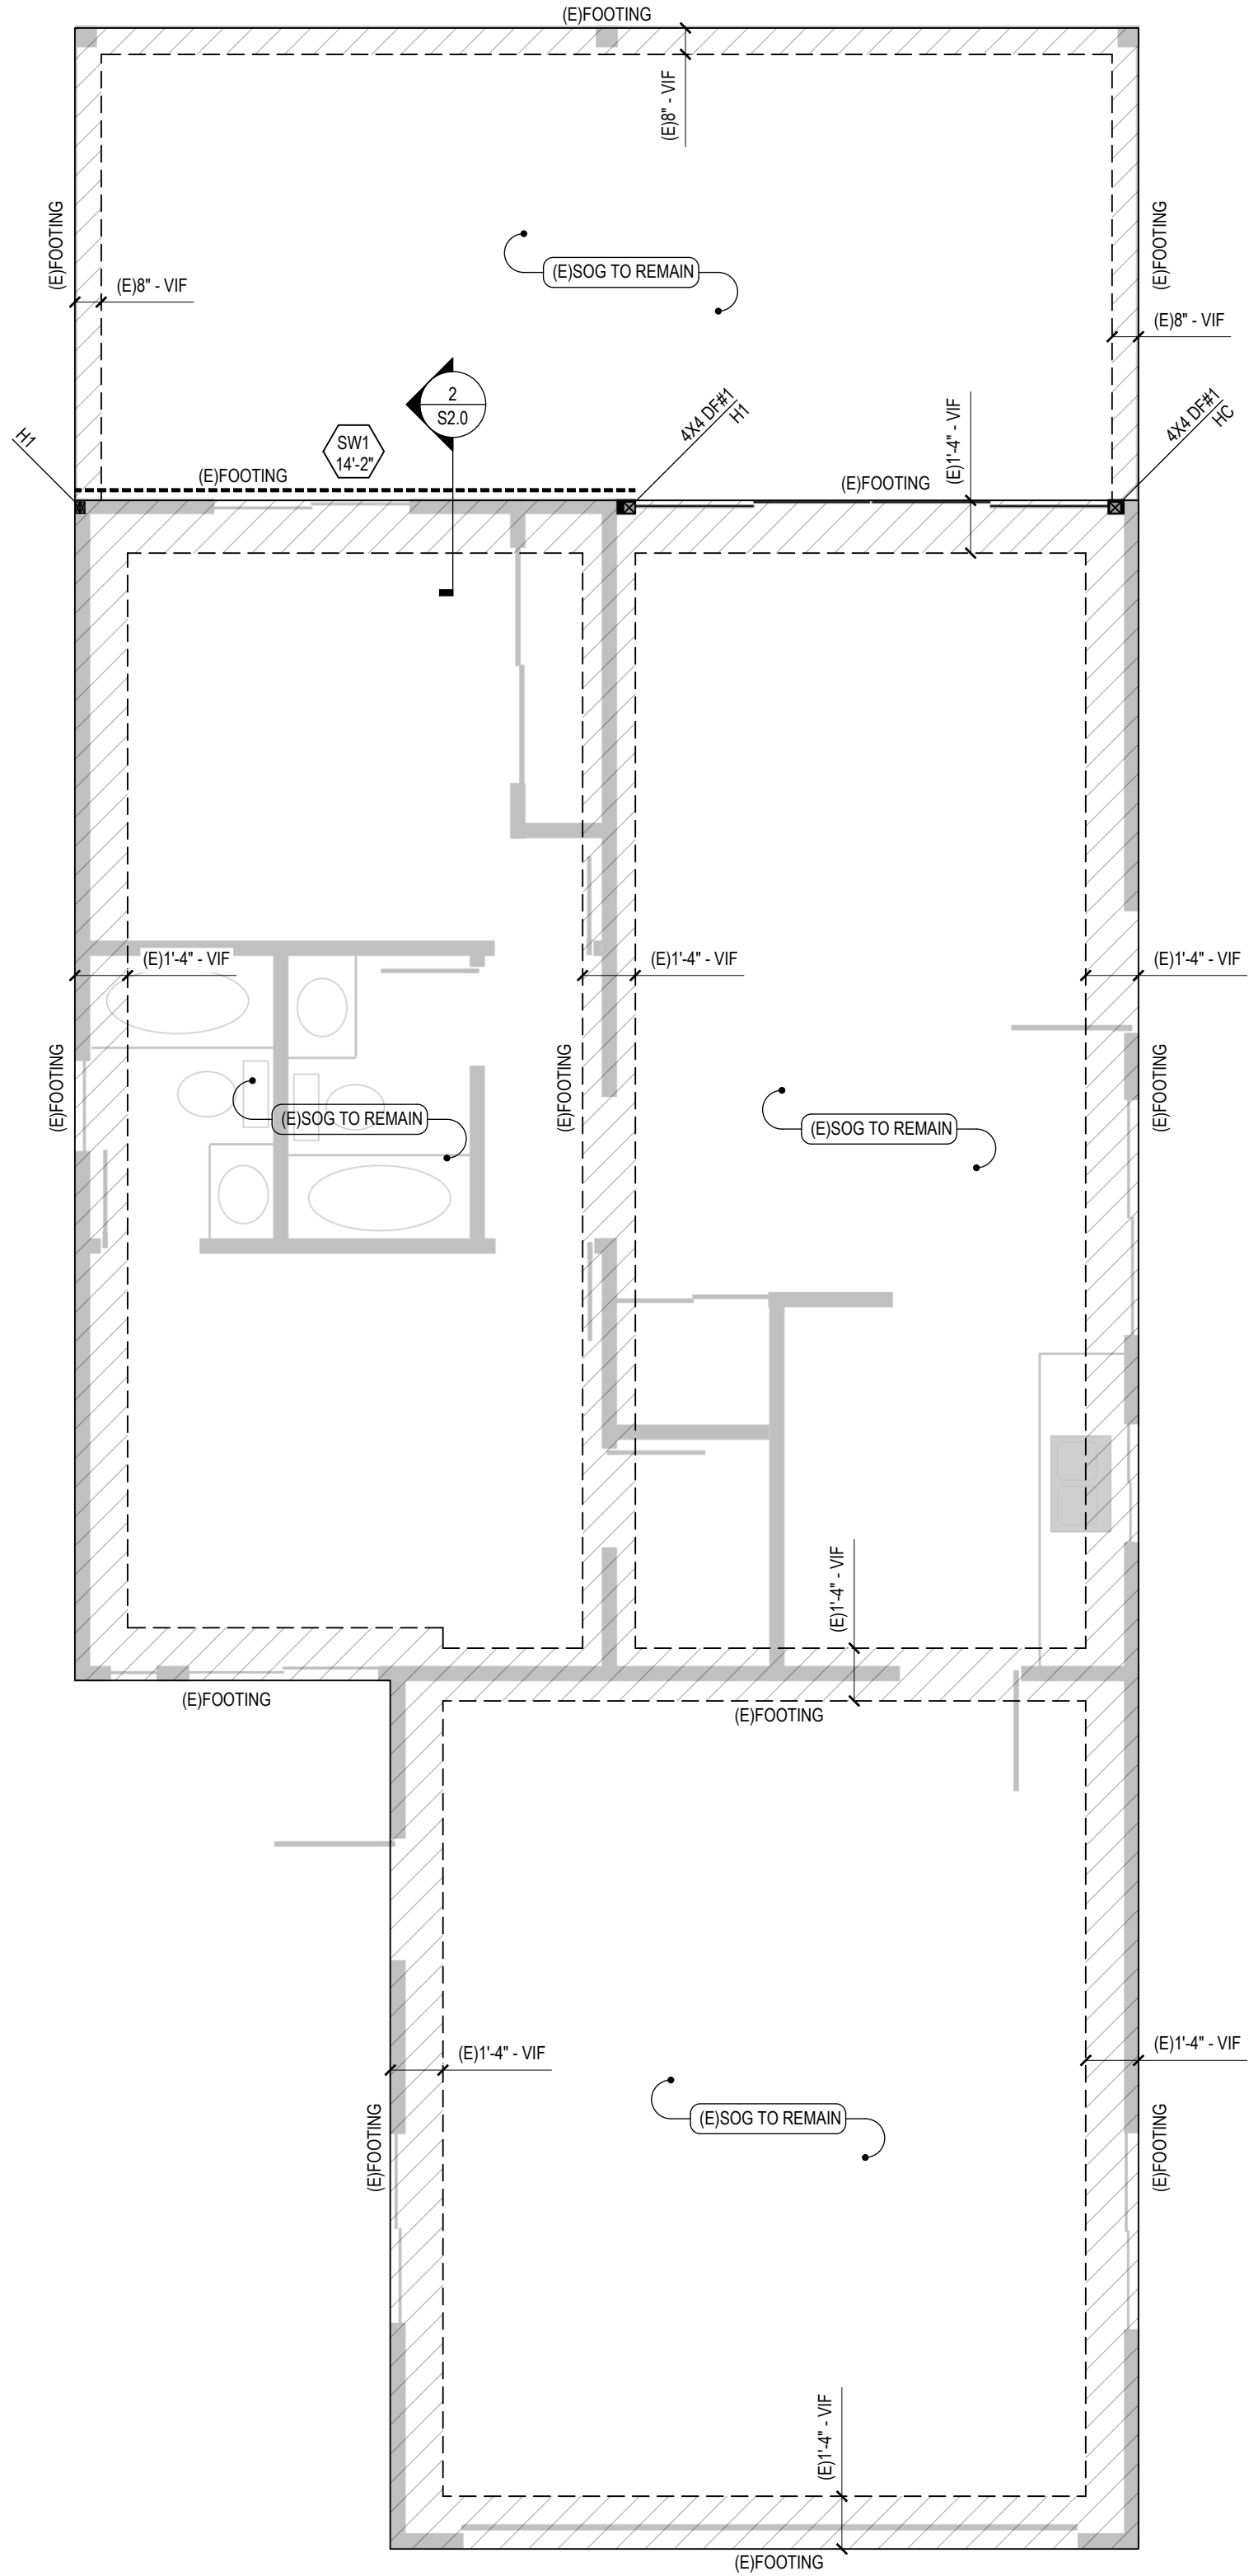 (E)FOOTING
(E)8" - VIF
(E)FOOTING
(E)FOOTING
(E)SOG TO REMAIN
(E)8" - VIF
(E)8" - VIF
2
S2.0
4X4 DF#1
H1
(E)1'-4" - VIF
4X4 DF#1
HC
H1
SW1
14'-2"
(E)FOOTING
(E)FOOTING
(E)1'-4" - VIF
(E)1'-4" - VIF
(E)1'-4" - VIF
(E)FOOTING
(E)FOOTING
(E)FOOTING
(E)SOG TO REMAIN
(E)SOG TO REMAIN
(E)1'-4" - VIF
(E)FOOTING
(E)FOOTING
(E)1'-4" - VIF
(E)1'-4" - VIF
(E)SOG TO REMAIN
(E)FOOTING
(E)FOOTING
(E)1'-4" - VIF
(E)FOOTING